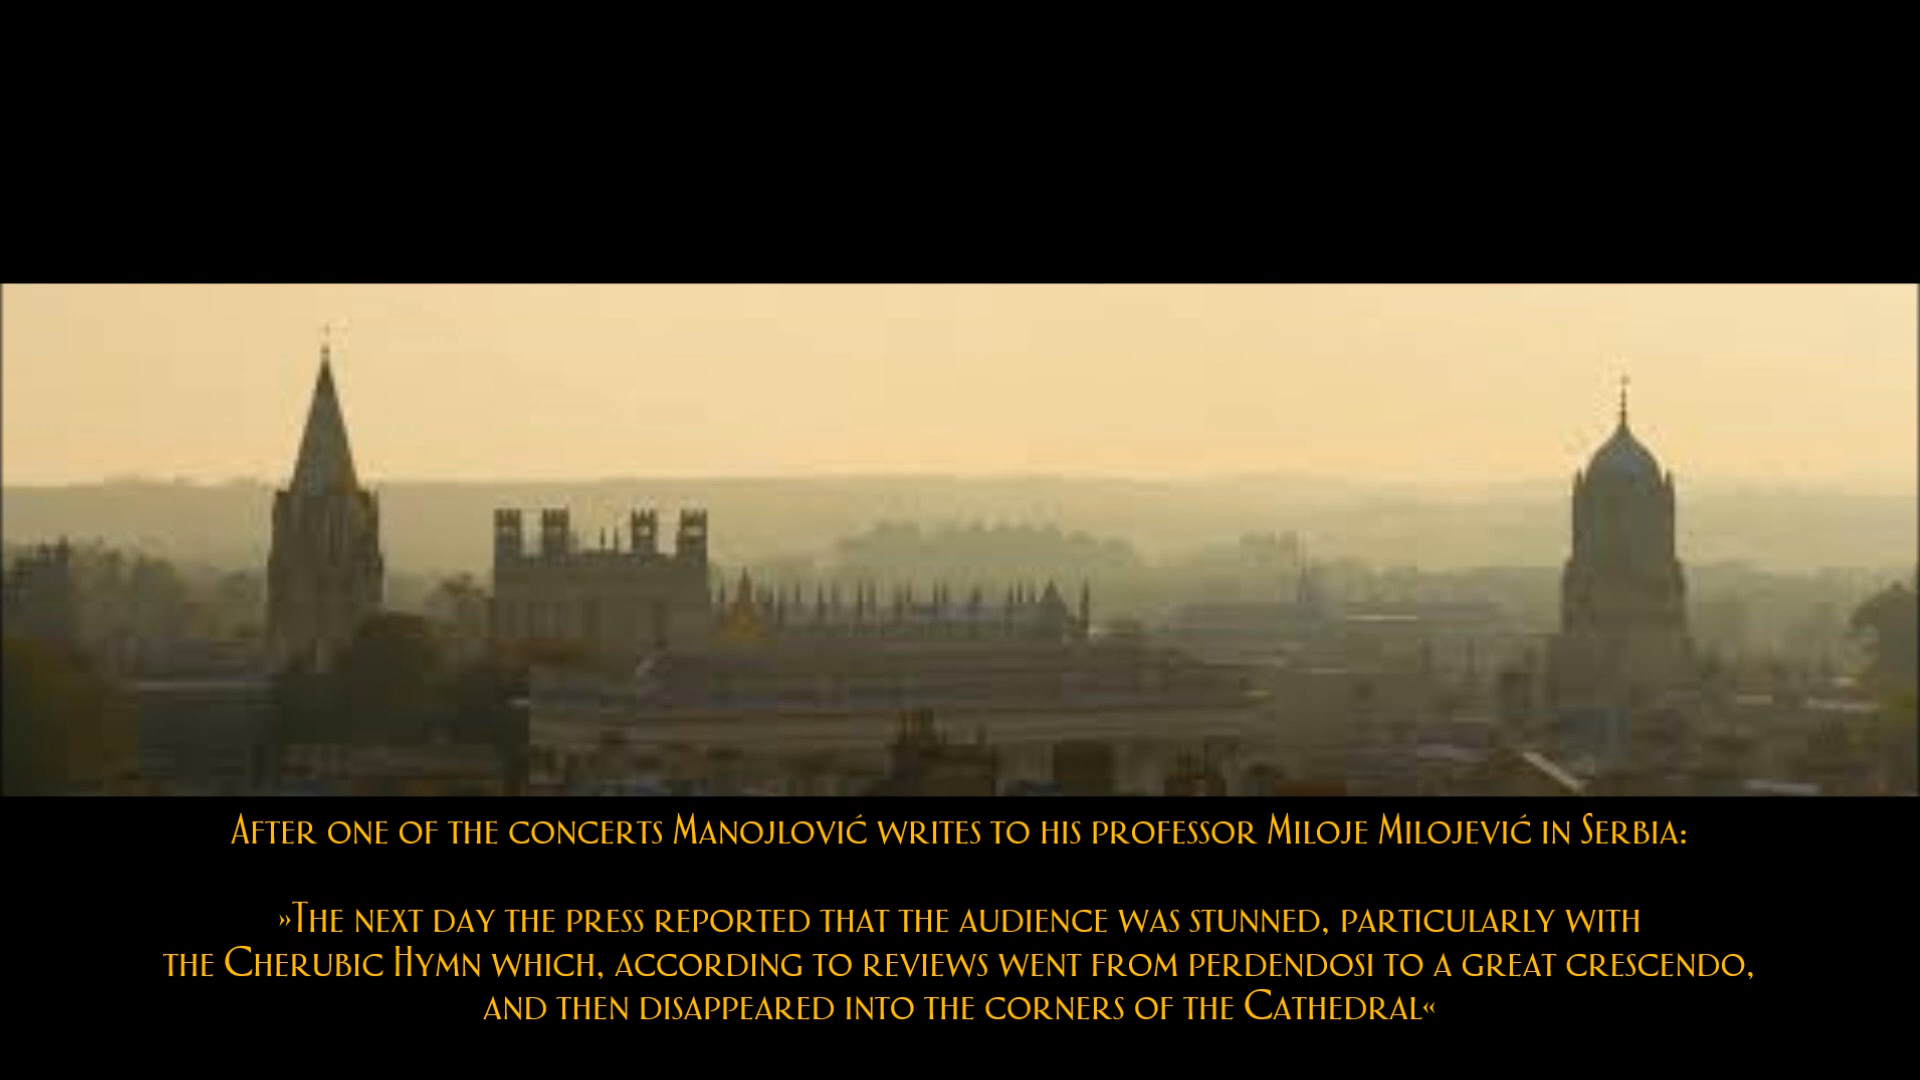 After one of the concerts Manojlović writes to his professor Miloje Milojević in Serbia:
»The next day the press reported that the audience was stunned, particularly with
the Cherubic Hymn which, according to reviews went from perdendosi to a great crescendo,
and then disappeared into the corners of the Cathedral«